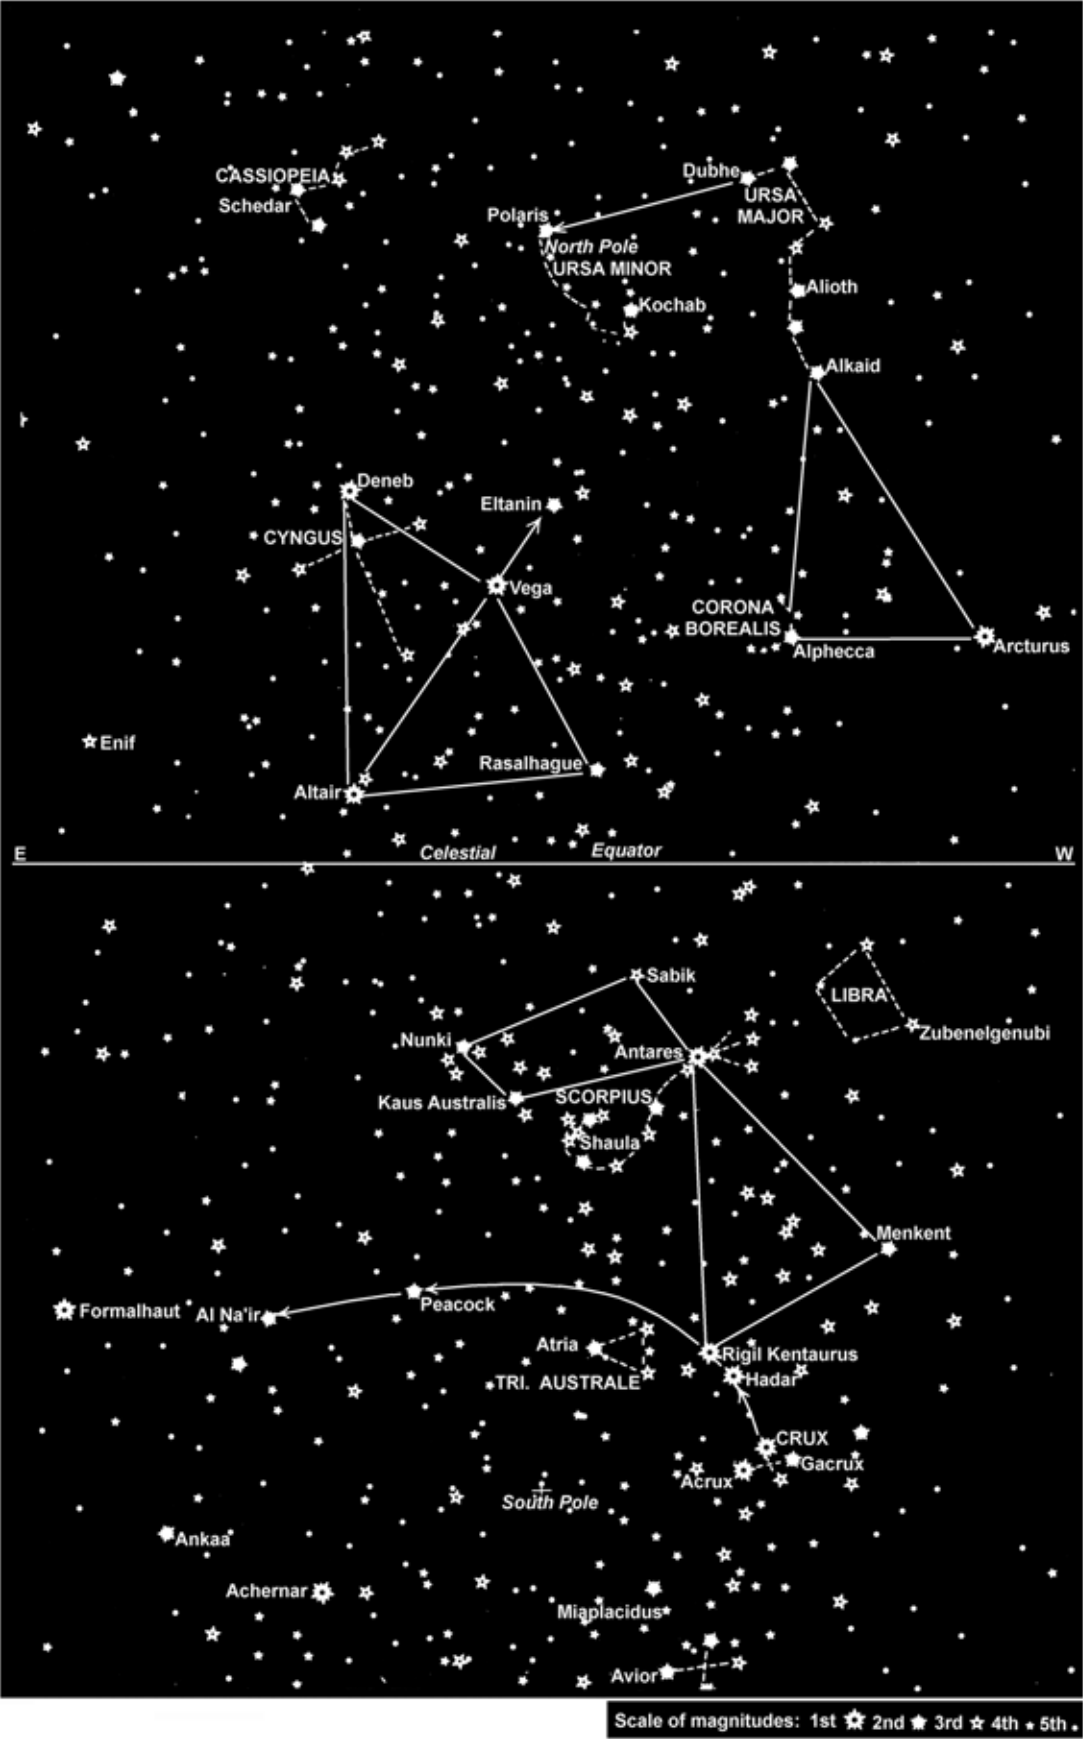 CASSIOPEIA
Schedar
Dubhe
URSA
MAJOR
Polaris
North Pole
URSA MINOR
Kochab
Alioth
Alkaid
Deneb
Eltanin
CYNGUS
Vega
CORONA
BOREALIS
Alphecca
Arcturus
Enif
Rasalhague
Altair
E
Celestial
Equator
W
Sabik
LIBRA
Zubenelgenubi
Nunki
Antares
Kaus Australis
SCORPIUS
Shaula
Menkent
Formalhaut
Al Na'ir
Peacock
Atria
Rigil Kentaurus
TRI. AUSTRALE
Hadar
CRUX
Gacrux
Acrux
South Pole
Ankaa
Achernar
Miaplacidus
Avior
Scale of magnitudes: 1st 2nd 3rd 4th 5th